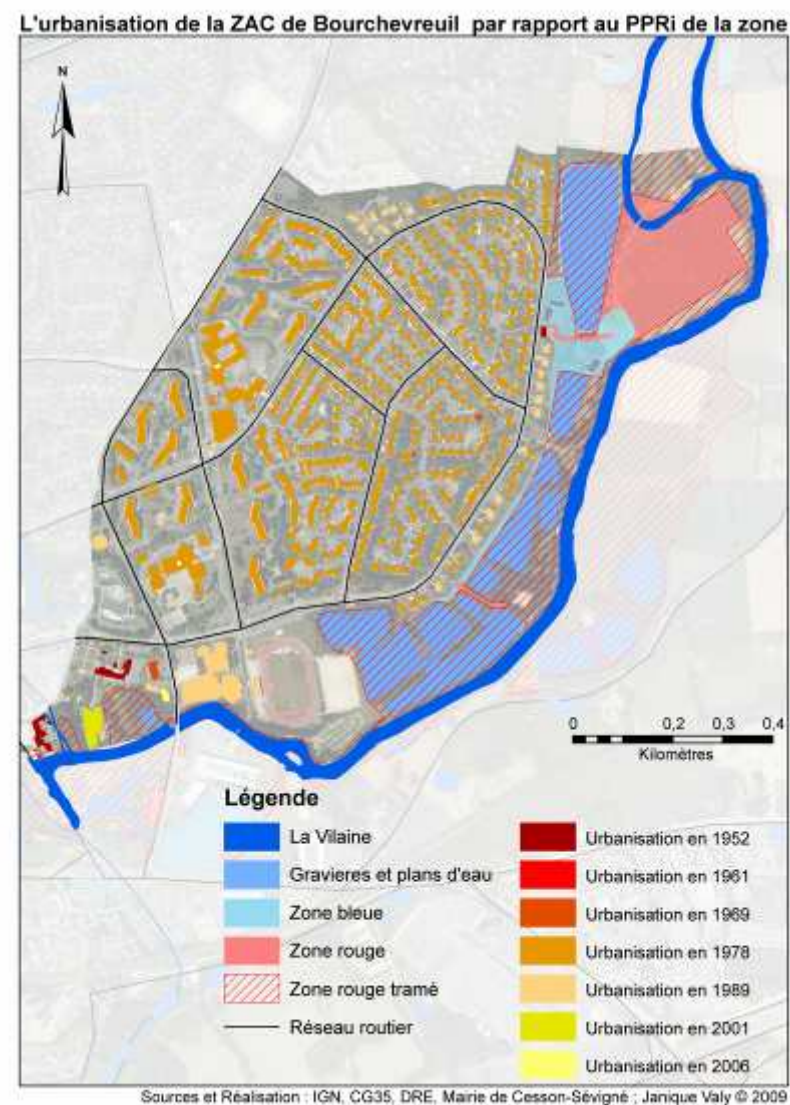 L'urbanisation de la ZAC de Bourchevreuil par rapport au PPRi de la zone
N
0 0,2 0,4
Kilomètres
Légende
La Vilaine
Gravieres et plans d'eau
Zone bleue
Zone rouge
Zone rouge tramé
Réseau routier
Urbanisation en 1952
Urbanisation en 1961
Urbanisation en 1969
Urbanisation en 1978
Urbanisation en 1989
Urbanisation en 2001
Urbanisation en 2006
Sources et Réalisation : IGN, CG35, DRE, Mairie de Cesson-Sévigné ; Janique Valy © 2009